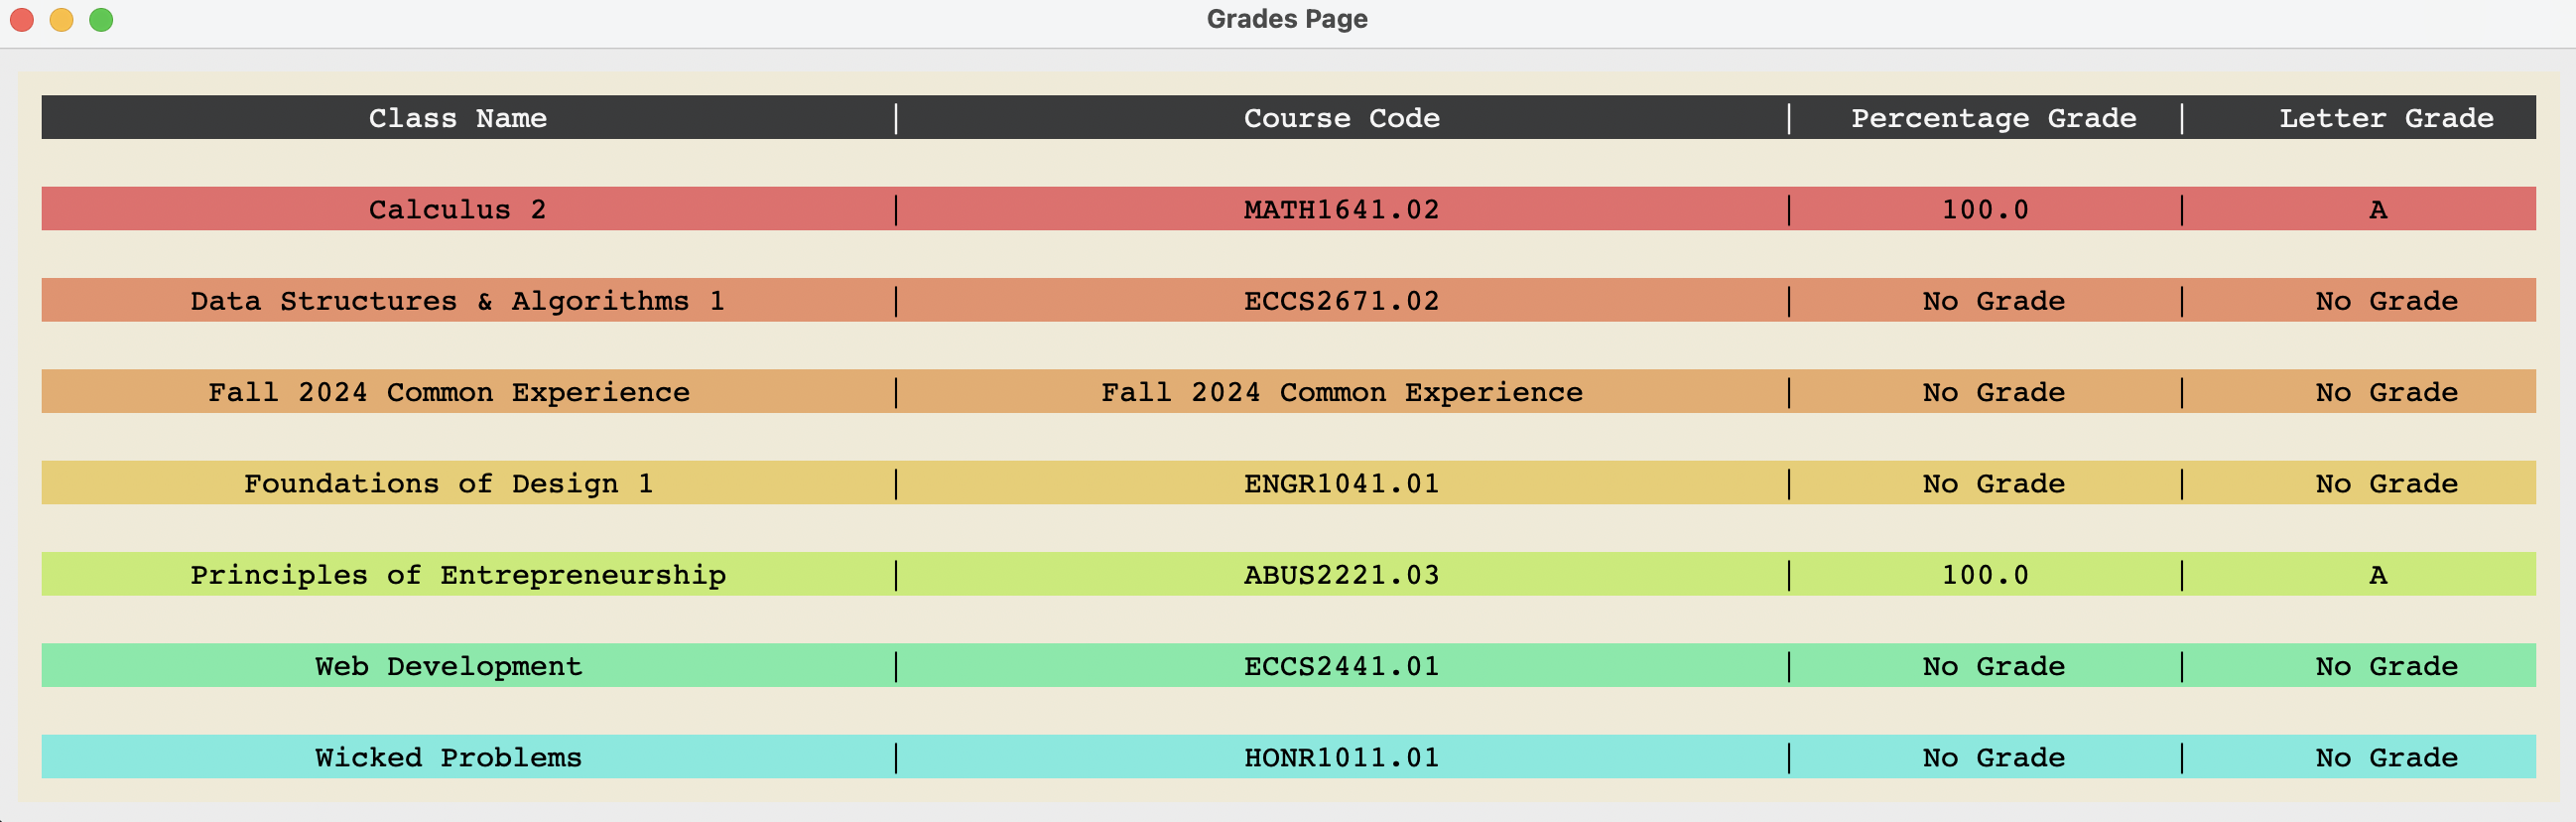 Grades Page
Class Name | Course Code | Percentage Grade | Letter Grade
Calculus 2 | MATH1641.02 | 100.0 | A
Data Structures & Algorithms 1 | ECCS2671.02 | No Grade | No Grade
Fall 2024 Common Experience | Fall 2024 Common Experience | No Grade | No Grade
Foundations of Design 1 | ENGR1041.01 | No Grade | No Grade
Principles of Entrepreneurship | ABUS2221.03 | 100.0 | A
Web Development | ECCS2441.01 | No Grade | No Grade
Wicked Problems | HONR1011.01 | No Grade | No Grade